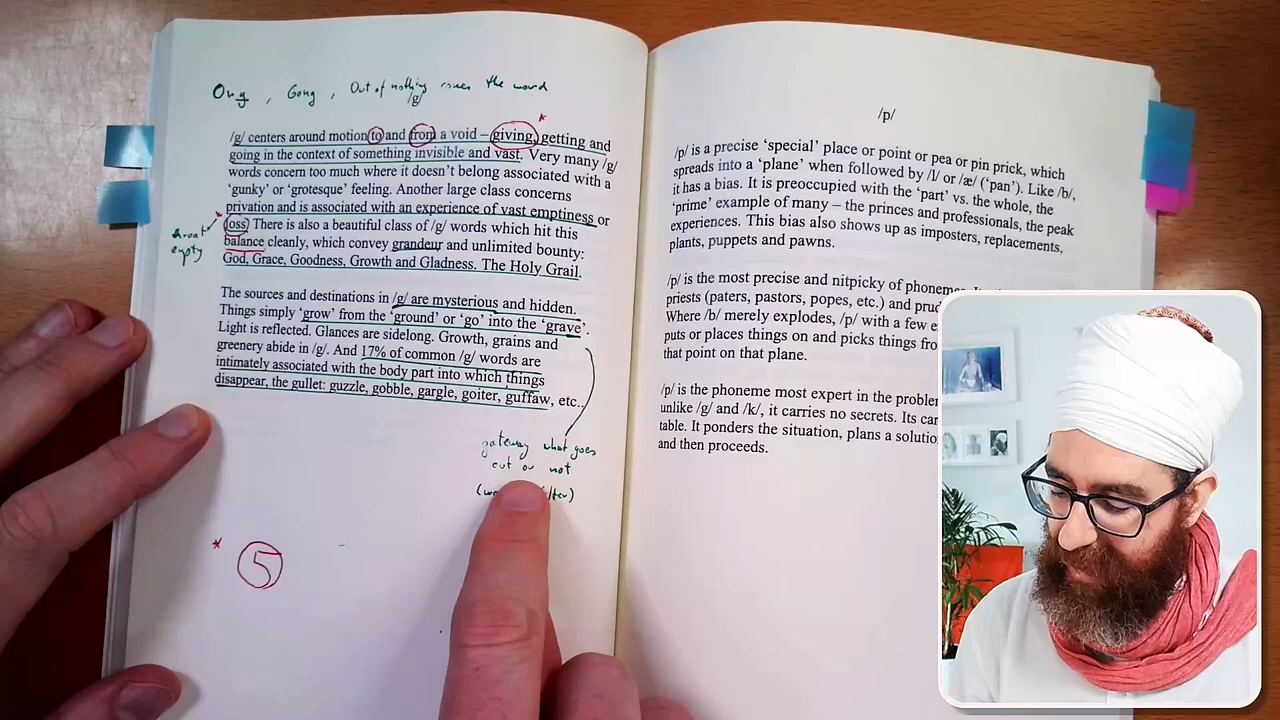 Ong, Gong, Out of nothing comes the word
/g/
/g/ centers around motion to and from a void – giving, getting and
going in the context of something invisible and vast. Very many /g/
words concern too much where it doesn't belong associated with a
'gunky' or 'grotesque' feeling. Another large class concerns
privation and is associated with an experience of vast emptiness or
loss. There is also a beautiful class of /g/ words which hit this
balance cleanly, which convey grandeur and unlimited bounty:
God, Grace, Goodness, Growth and Gladness. The Holy Grail.
throat
empty
The sources and destinations in /g/ are mysterious and hidden.
Things simply 'grow' from the 'ground' or 'go' into the 'grave'.
Light is reflected. Glances are sidelong. Growth, grains and
greenery abide in /g/. And 17% of common /g/ words are
intimately associated with the body part into which things
disappear, the gullet: guzzle, gobble, gargle, goiter, guffaw, etc..
gateway what goes
out or not
* 5
/p/
/p/ is a precise 'special' place or point or pea or pin prick, which
spreads into a 'plane' when followed by /l/ or /æ/ ('pan'). Like /b/,
it has a bias. It is preoccupied with the 'part' vs. the whole, the
'prime' example of many – the princes and professionals, the peak
experiences. This bias also shows up as imposters, replacements,
plants, puppets and pawns.
/p/ is the most precise and nitpicky of
priests (paters, pastors, popes, etc.) and
Where /b/ merely explodes, /p/ with a few
puts or places things on and picks things
that point on that plane.
/p/ is the phoneme most expert in the
unlike /g/ and /k/, it carries no secrets. Its
table. It ponders the situation, plans a
and then proceeds.